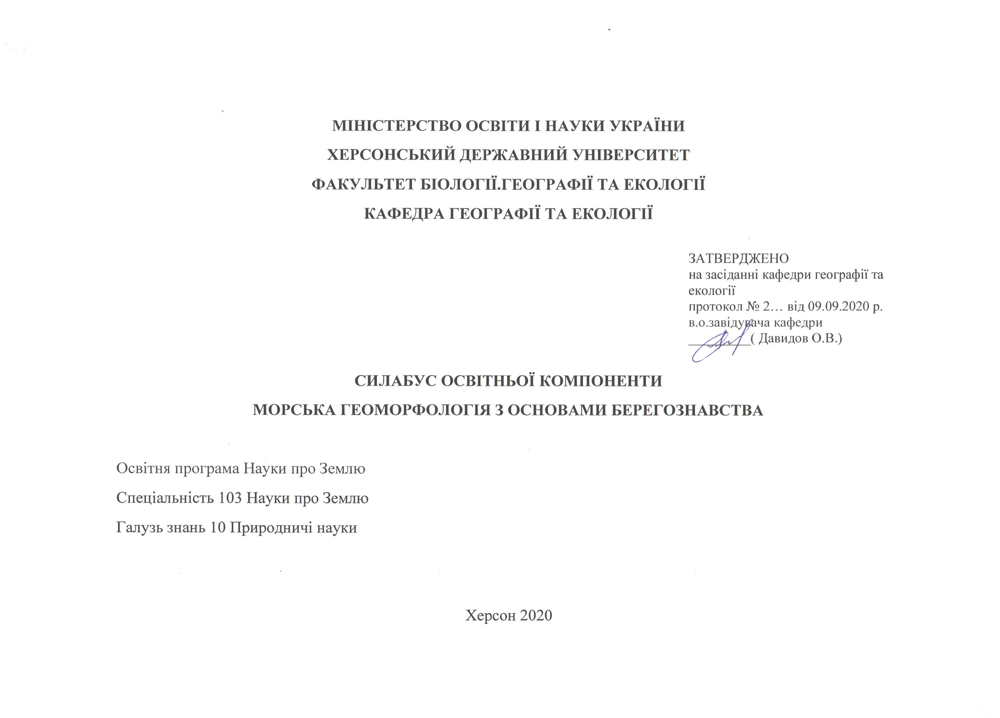 МІНІСТЕРСТВО ОСВІТИ І НАУКИ УКРАЇНИ
ХЕРСОНСЬКИЙ ДЕРЖАВНИЙ УНІВЕРСИТЕТ
ФАКУЛЬТЕТ БІОЛОГІЇ.ГЕОГРАФІЇ ТА ЕКОЛОГІЇ
КАФЕДРА ГЕОГРАФІЇ ТА ЕКОЛОГІЇ
ЗАТВЕРДЖЕНО
на засіданні кафедри географії та
екології
протокол № 2… від 09.09.2020 р.
в.о.завідувача кафедри
_________( Давидов О.В.)
СИЛАБУС ОСВІТНЬОЇ КОМПОНЕНТИ
МОРСЬКА ГЕОМОРФОЛОГІЯ З ОСНОВАМИ БЕРЕГОЗНАВСТВА
Освітня програма Науки про Землю
Спеціальність 103 Науки про Землю
Галузь знань 10 Природничі науки
Херсон 2020